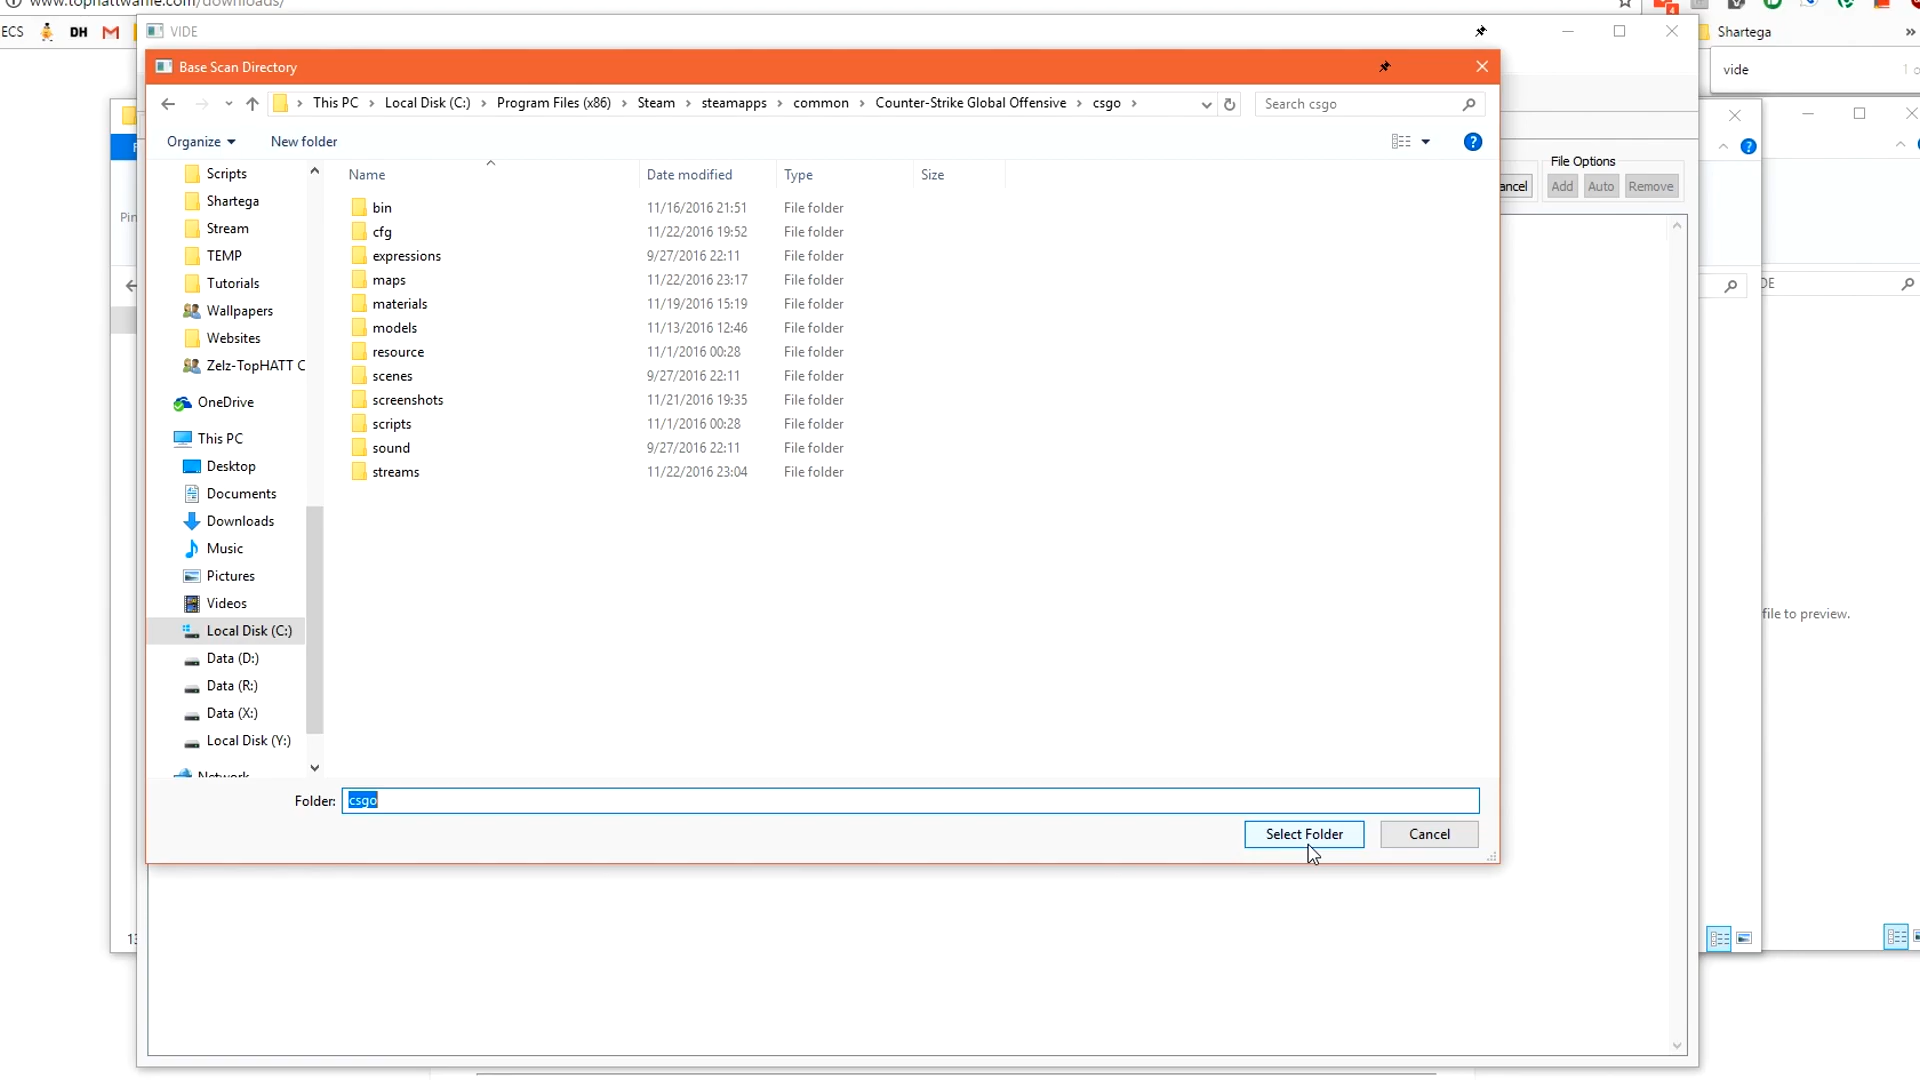 www.tophattwaffle.com/downloads/
ECS DH M Shartega »
VIDE
vide
Base Scan Directory
This PC Local Disk (C:) Program Files (x86) Steam steamapps common Counter-Strike Global Offensive csgo Search csgo
Organize New folder
File Options
Cancel Add Auto Remove
Name Date modified Type Size
bin 11/16/2016 21:51 File folder
cfg 11/22/2016 19:52 File folder
expressions 9/27/2016 22:11 File folder
maps 11/22/2016 23:17 File folder
materials 11/19/2016 15:19 File folder
models 11/13/2016 12:46 File folder
resource 11/1/2016 00:28 File folder
scenes 9/27/2016 22:11 File folder
screenshots 11/21/2016 19:35 File folder
scripts 11/1/2016 00:28 File folder
sound 9/27/2016 22:11 File folder
streams 11/22/2016 23:04 File folder
Scripts
Shartega
Stream
TEMP
Tutorials
Wallpapers
Websites
Zelz-TopHATT C
OneDrive
This PC
Desktop
Documents
Downloads
Music
Pictures
Videos
Local Disk (C:)
Data (D:)
Data (R:)
Data (X:)
Local Disk (Y:)
Network
file to preview.
Folder: csgo
Select Folder Cancel